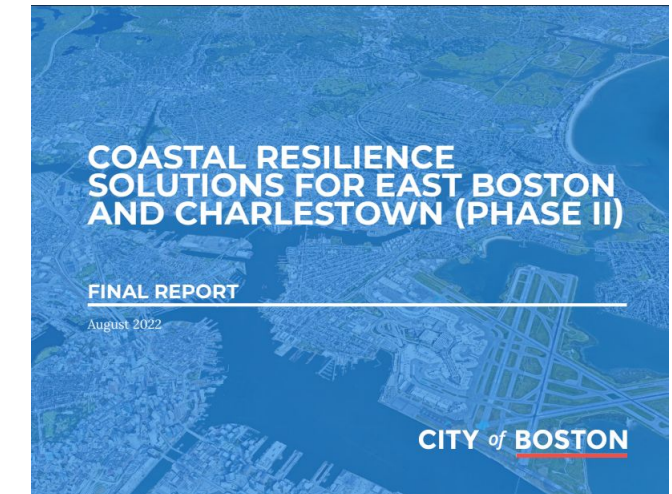 COASTAL RESILIENCE
SOLUTIONS FOR EAST BOSTON
AND CHARLESTOWN (PHASE II)
FINAL REPORT
August 2022
CITY of BOSTON